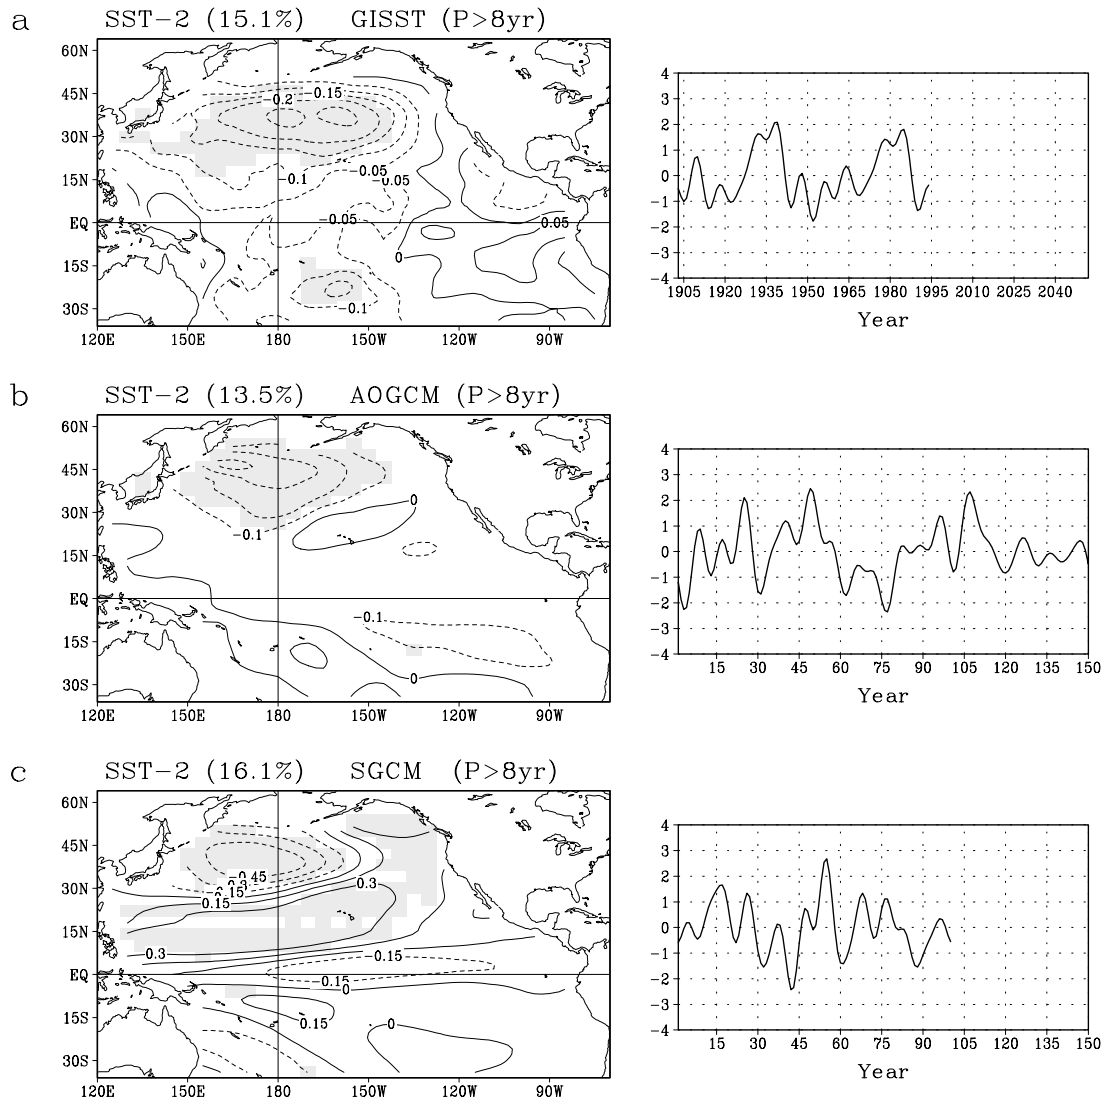 a SST-2 (15.1%) GISST (P>8yr)
60N
45N
30N
15N
EQ
15S
30S
120E 150E 180 150W 120W 90W
-0.2 -0.15
-0.1 -0.05
-0.05
-0.05
0.05
0
-0.1
4
3
2
1
0
-1
-2
-3
-4
1905 1920 1935 1950 1965 1980 1995 2010 2025 2040
Year
b SST-2 (13.5%) AOGCM (P>8yr)
60N
45N
30N
15N
EQ
15S
30S
120E 150E 180 150W 120W 90W
0
-0.1
-0.1
0
4
3
2
1
0
-1
-2
-3
-4
15 30 45 60 75 90 105 120 135 150
Year
c SST-2 (16.1%) SGCM (P>8yr)
60N
45N
30N
15N
EQ
15S
30S
120E 150E 180 150W 120W 90W
-0.45
0.3
-0.15
0.15
0.3
0.15
-0.15
0
0.15
0
4
3
2
1
0
-1
-2
-3
-4
15 30 45 60 75 90 105 120 135 150
Year